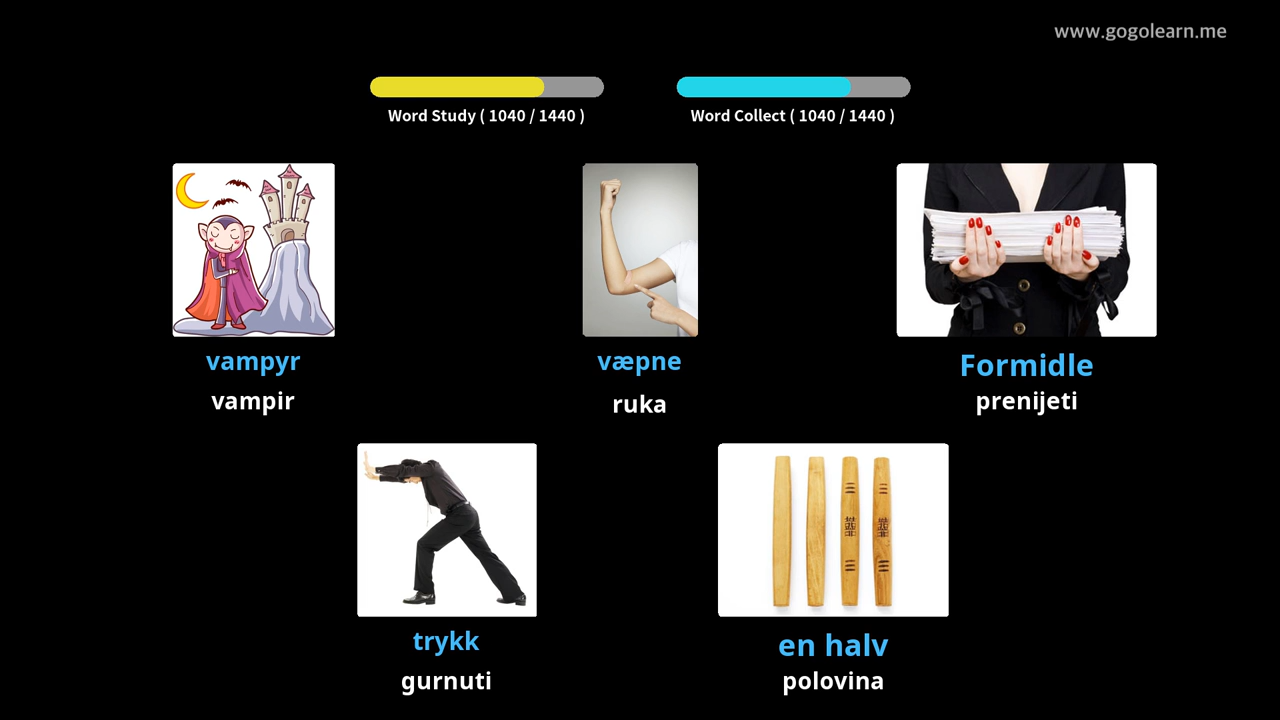 www.gogolearn.me
Word Study ( 1040 / 1440 )
Word Collect ( 1040 / 1440 )
vampyr
vampir
væpne
ruka
Formidle
prenijeti
trykk
gurnuti
en halv
polovina